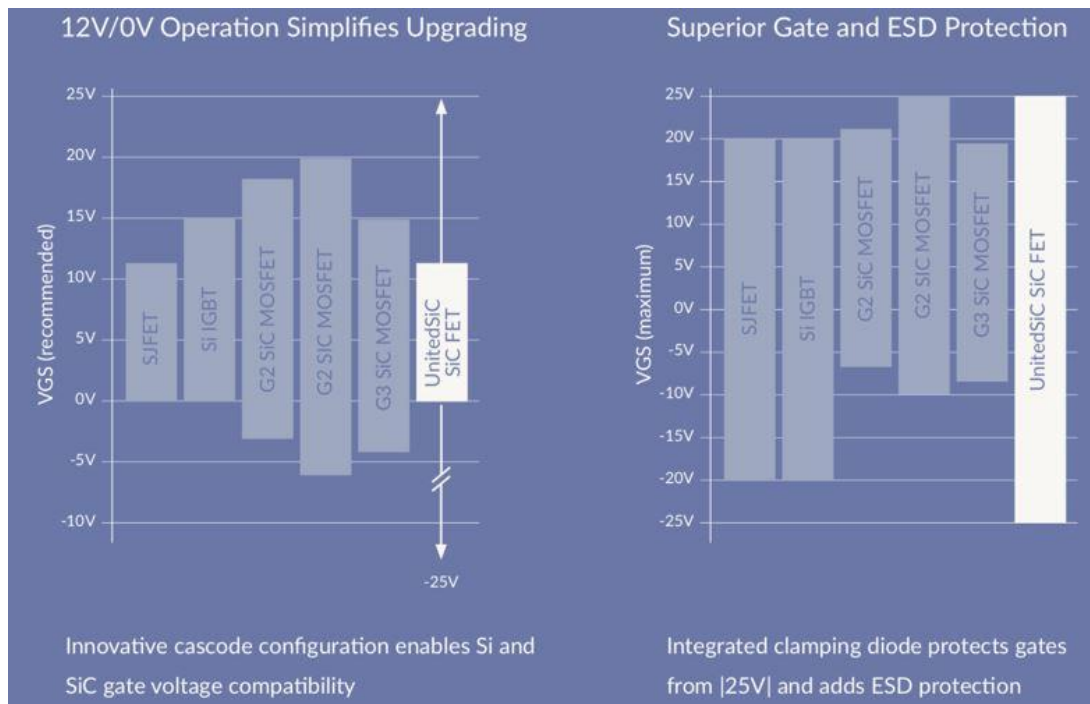 12V/0V Operation Simplifies Upgrading
25V
20V
15V
10V
5V
0V
-5V
-10V
VGS (recommended)
SJFET
Si IGBT
G2 SiC MOSFET
G2 SIC MOSFET
G3 SiC MOSFET
UnitedSiC
SiC FET
-25V
Innovative cascode configuration enables Si and
SiC gate voltage compatibility
Superior Gate and ESD Protection
25V
20V
15V
10V
5V
0V
-5V
-10V
-15V
-20V
-25V
VGS (maximum)
SJFET
Si IGBT
G2 SiC MOSFET
G2 SIC MOSFET
G3 SiC MOSFET
UnitedSiC SiC FET
Integrated clamping diode protects gates
from |25V| and adds ESD protection